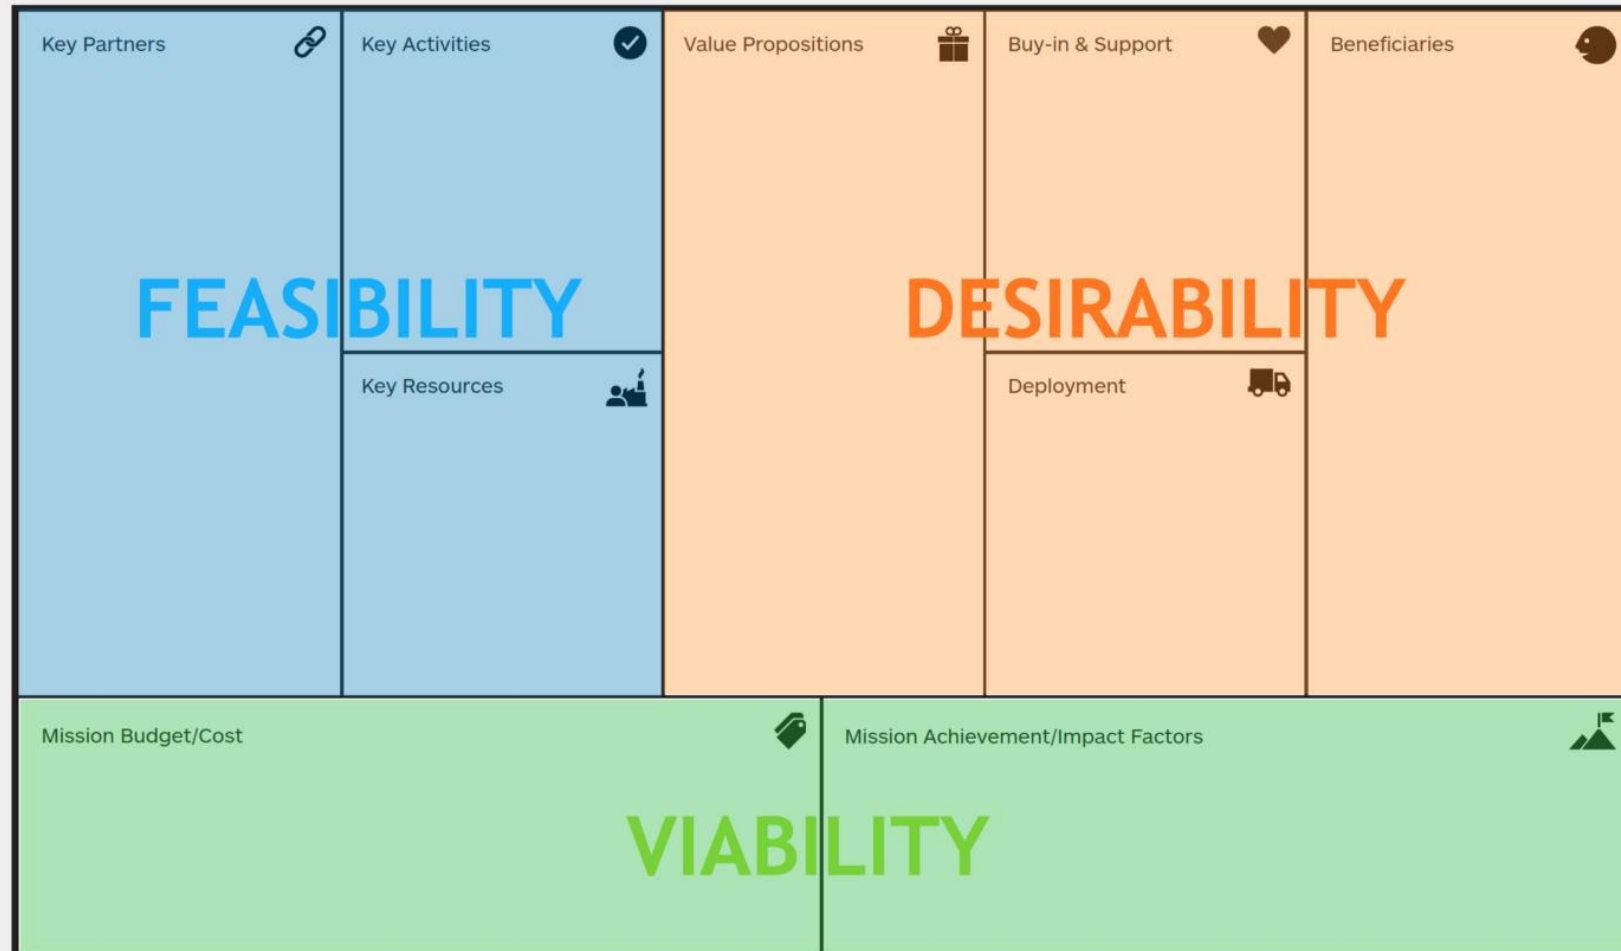 Key Partners
Key Activities
Value Propositions
Buy-in & Support
Beneficiaries
FEASIBILITY
DESIRABILITY
Key Resources
Deployment
Mission Budget/Cost
Mission Achievement/Impact Factors
VIABILITY